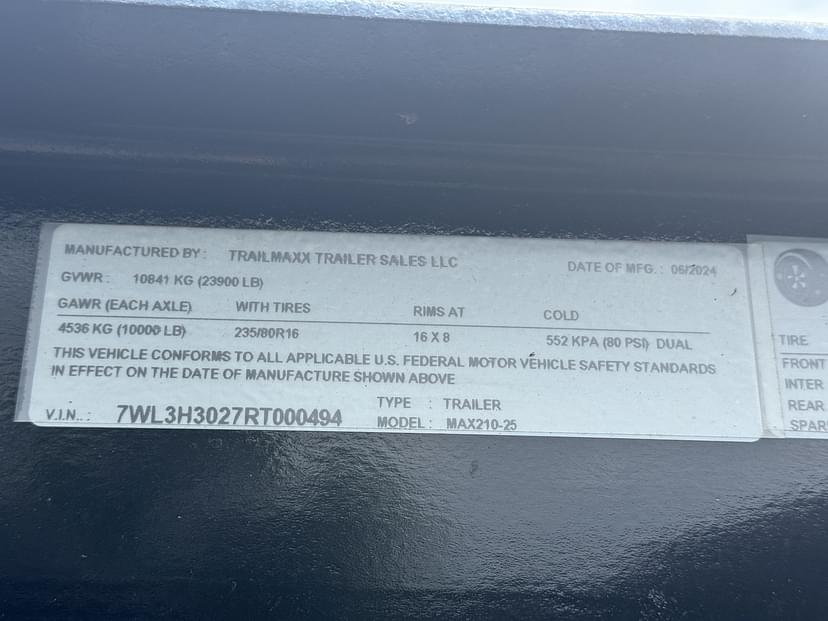 MANUFACTURED BY : TRAILMAXX TRAILER SALES LLC DATE OF MFG. : 06/2024
GVWR : 10841 KG (23900 LB)
GAWR (EACH AXLE) WITH TIRES RIMS AT COLD
4536 KG (10000 LB) 235/80R16 16 X 8 552 KPA (80 PSI) DUAL
THIS VEHICLE CONFORMS TO ALL APPLICABLE U.S. FEDERAL MOTOR VEHICLE SAFETY STANDARDS
IN EFFECT ON THE DATE OF MANUFACTURE SHOWN ABOVE
V.I.N.. : 7WL3H3027RT000494
TYPE : TRAILER
MODEL : MAX210-25
TIRE
FRONT
INTER
REAR
SPAR